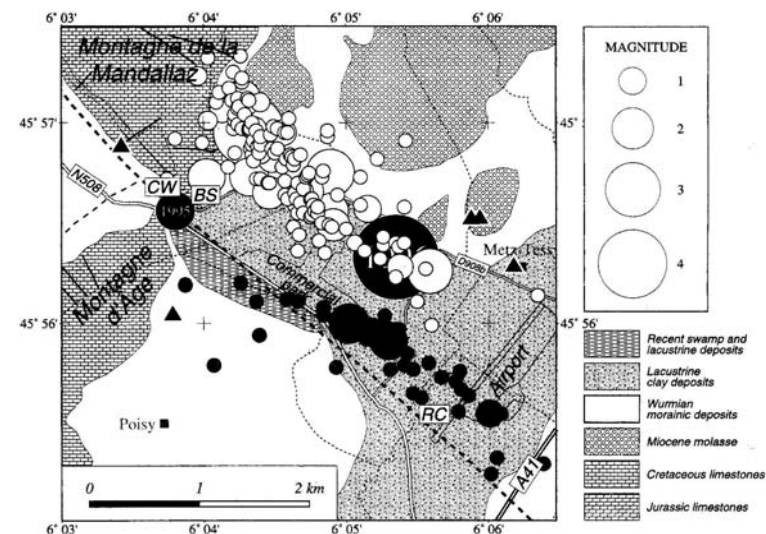 6° 03'
6° 04'
6° 05'
6° 06'
Montagne de la
Mandallaz
45° 57'
45° 57'
N508
CW
BS
1995
Metz-Tess
D908b
Commercial
Montagne
d'Age
45° 56'
45° 56'
Airport
Poisy
RC
A41
0 1 2 km
6° 03'
6° 04'
6° 05'
6° 06'
MAGNITUDE
1
2
3
4
Recent swamp and
lacustrine deposits
Lacustrine
clay deposits
Wurmian
morainic deposits
Miocene molasse
Cretaceous limestones
Jurassic limestones